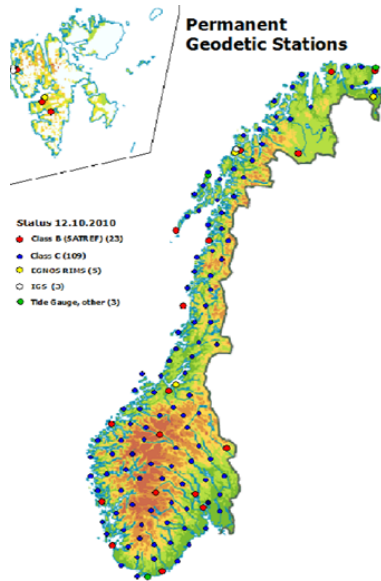 Permanent
Geodetic Stations
Status 12.10.2010
Class B (SATREF) (23)
Class C (109)
EGNOS RIMS (5)
IGS (3)
Tide Gauge, other (3)